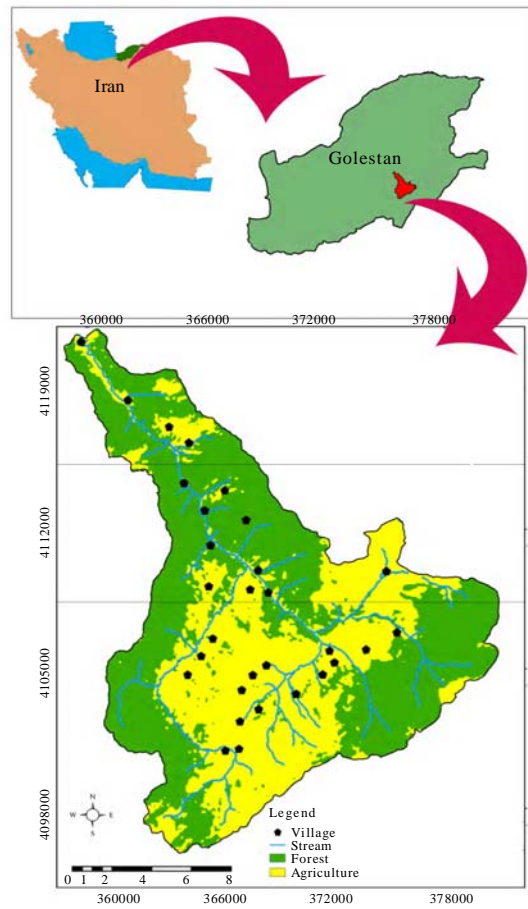 Iran
Golestan
360000 366000 372000 378000
4119000
4112000
4105000
4098000
N
W E
S
Legend
Village
Stream
Forest
Agriculture
0 1 2 4 6 8
360000 366000 372000 378000